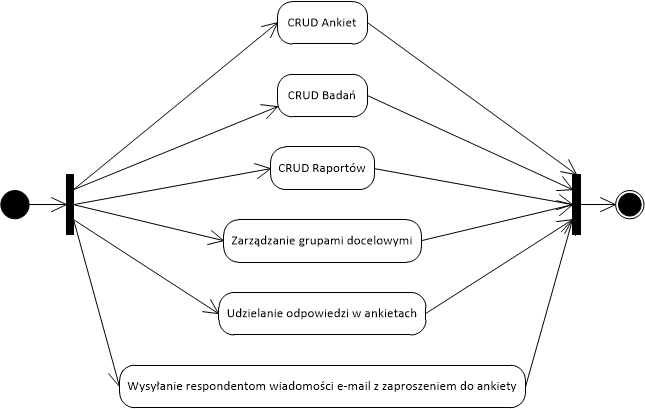 CRUD Ankiet
CRUD Badań
CRUD Raportów
Zarządzanie grupami docelowymi
Udzielanie odpowiedzi w ankietach
Wysyłanie respondentom wiadomości e-mail z zaproszeniem do ankiety